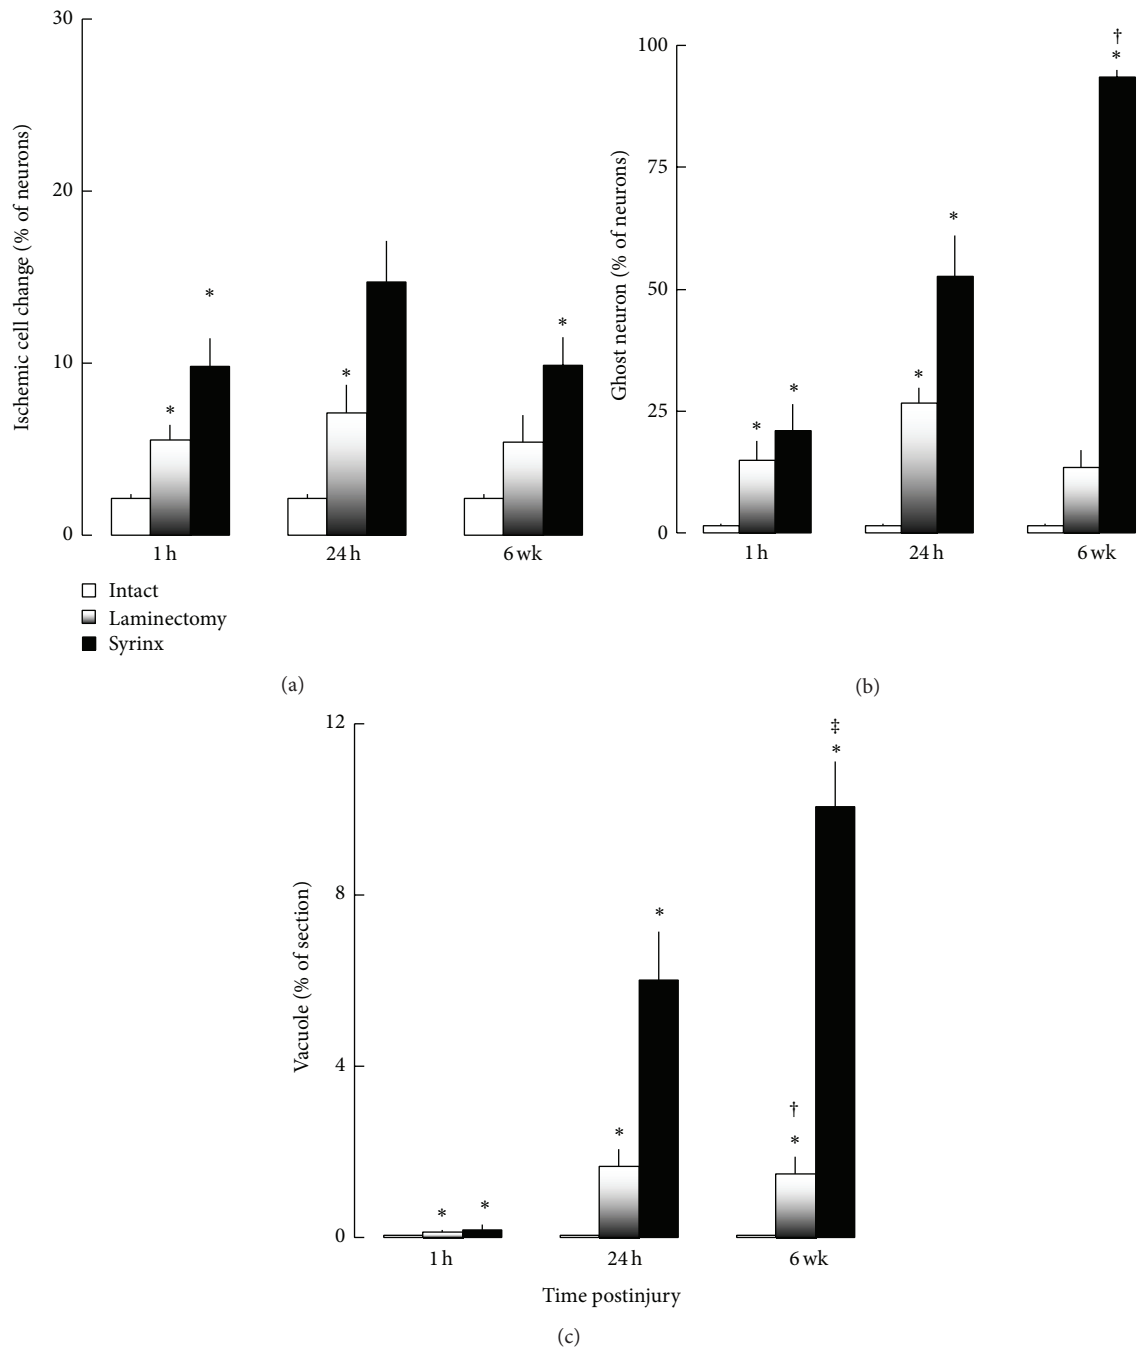 30
20
10
0
Ischemic cell change (% of neurons)
*
*
*
*
1 h
24 h
6 wk
Intact
Laminectomy
Syrinx
(a)
100
75
50
25
0
Ghost neuron (% of neurons)
*
*
*
*
†
*
1 h
24 h
6 wk
(b)
12
8
4
0
Vacuole (% of section)
*
*
*
*
†
*
‡
*
1 h
24 h
6 wk
Time postinjury
(c)